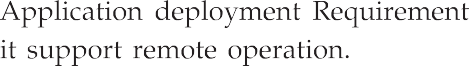 Application deployment Requirement
it support remote operation.